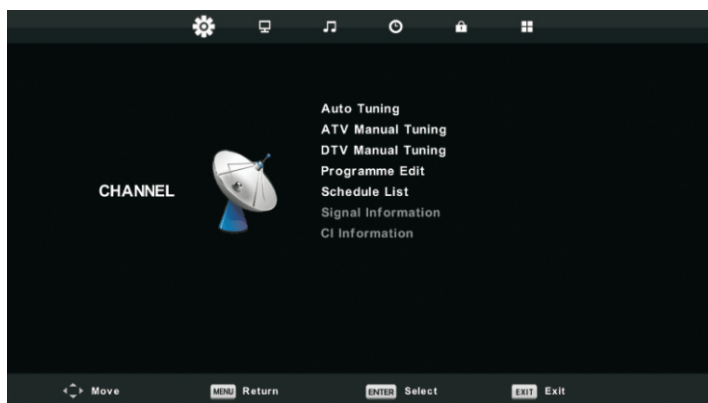 Auto Tuning
ATV Manual Tuning
DTV Manual Tuning
Programme Edit
CHANNEL
Schedule List
Signal Information
CI Information
Move
MENU Return
ENTER Select
EXIT Exit